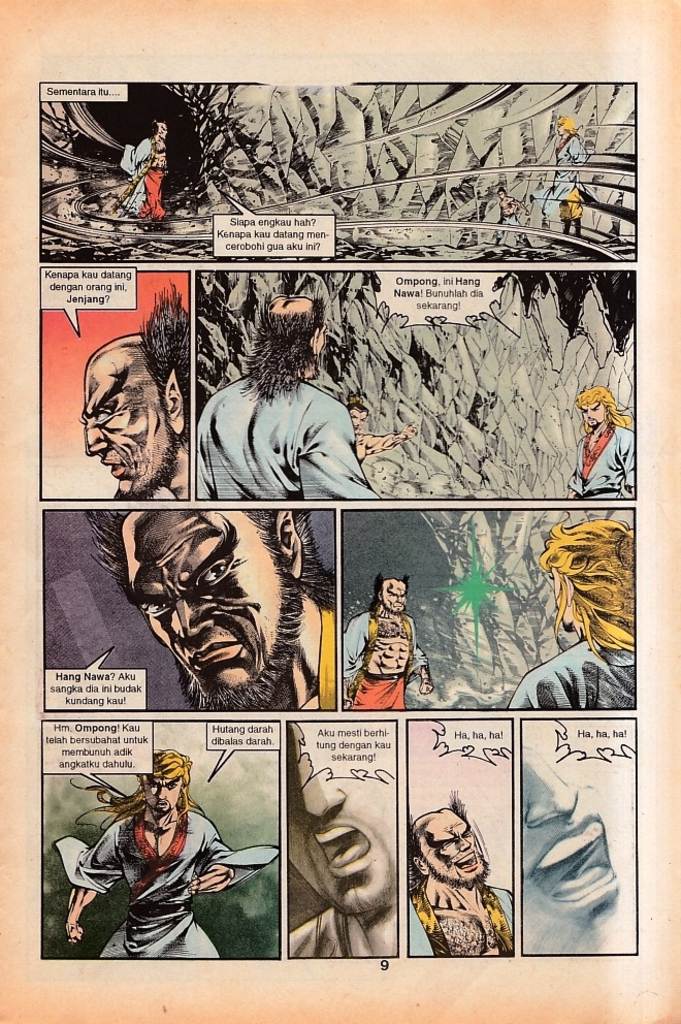 Sementara itu....
Siapa engkau hah?
Kenapa kau datang men-
cerobohi gua aku ini?
Kenapa kau datang
dengan orang ini,
Jenjang?
Ompong, ini Hang
Nawa! Bunuhlah dia
sekarang!
Hang Nawa? Aku
sangka dia ini budak
kundang kau!
Hm, Ompong! Kau
telah bersubahat untuk
membunuh adik
angkatku dahulu.
Hutang darah
dibalas darah.
Aku mesti berhi-
tung dengan kau
sekarang!
Ha, ha, ha!
Ha, ha, ha!
9